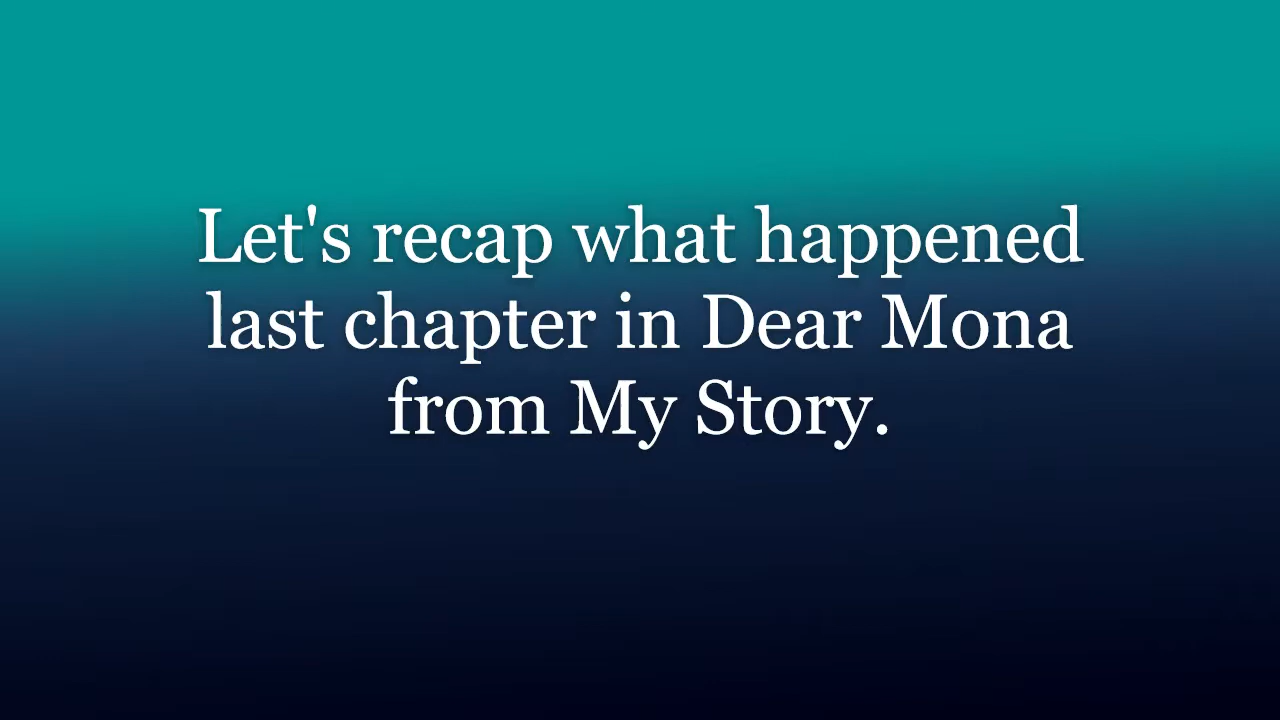 Let's recap what happened
last chapter in Dear Mona
from My Story.